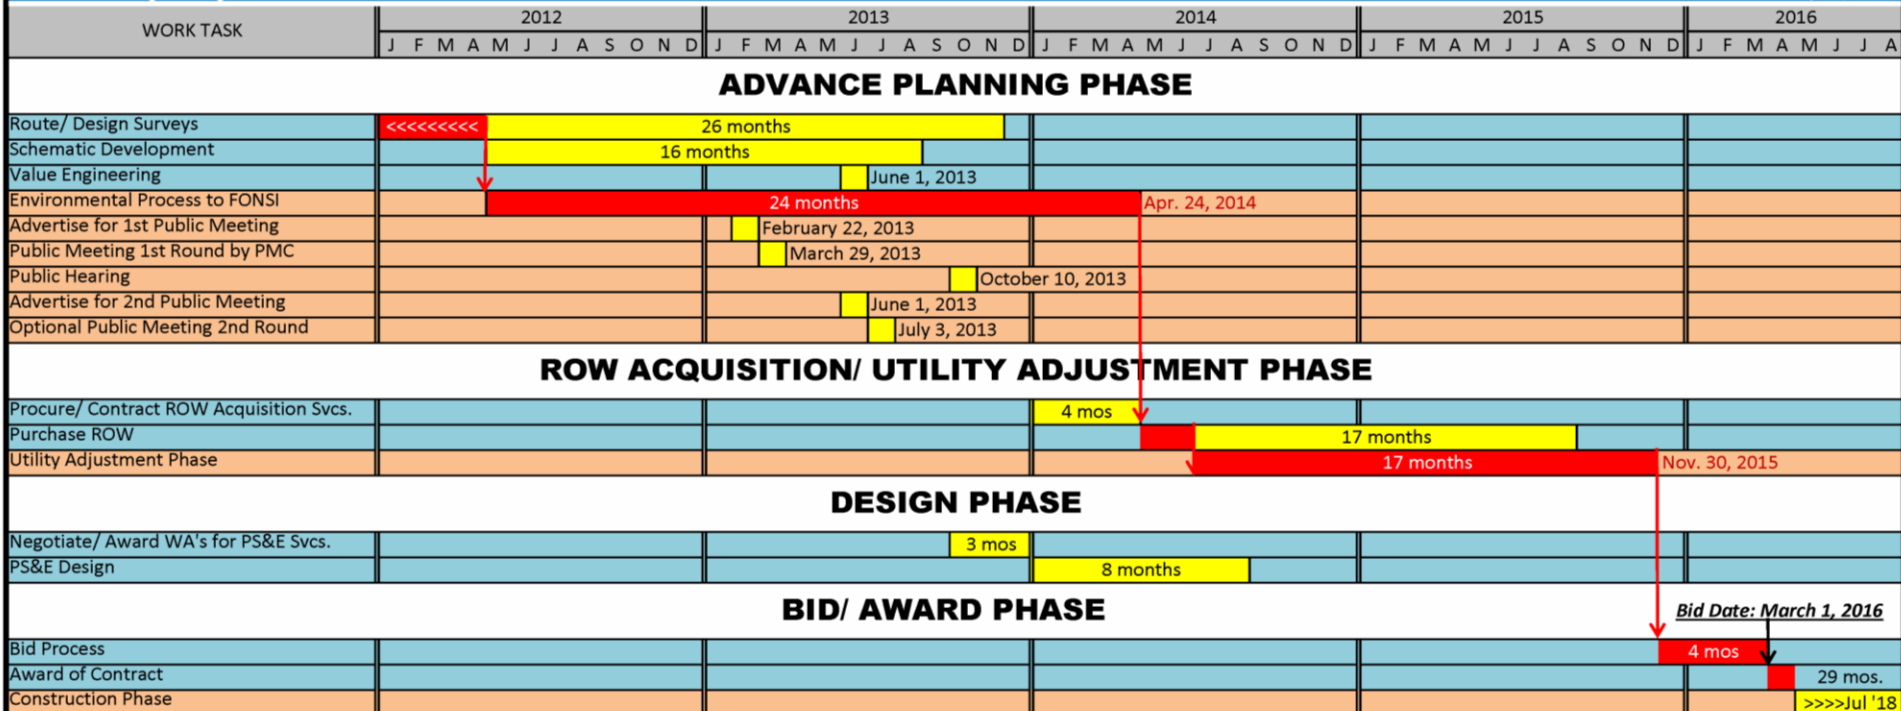 2012 2013 2014 2015 2016
WORK TASK
J F M A M J J A S O N D J F M A M J J A S O N D J F M A M J J A S O N D J F M A M J J A S O N D J F M A M J J A
ADVANCE PLANNING PHASE
Route/ Design Surveys <<<<<<<<< 26 months
Schematic Development 16 months
Value Engineering June 1, 2013
Environmental Process to FONSI 24 months Apr. 24, 2014
Advertise for 1st Public Meeting February 22, 2013
Public Meeting 1st Round by PMC March 29, 2013
Public Hearing October 10, 2013
Advertise for 2nd Public Meeting June 1, 2013
Optional Public Meeting 2nd Round July 3, 2013
ROW ACQUISITION/ UTILITY ADJUSTMENT PHASE
Procure/ Contract ROW Acquisition Svcs. 4 mos
Purchase ROW 17 months
Utility Adjustment Phase 17 months Nov. 30, 2015
DESIGN PHASE
Negotiate/ Award WA's for PS&E Svcs. 3 mos
PS&E Design 8 months
BID/ AWARD PHASE Bid Date: March 1, 2016
Bid Process 4 mos
Award of Contract 29 mos.
Construction Phase >>>>Jul '18